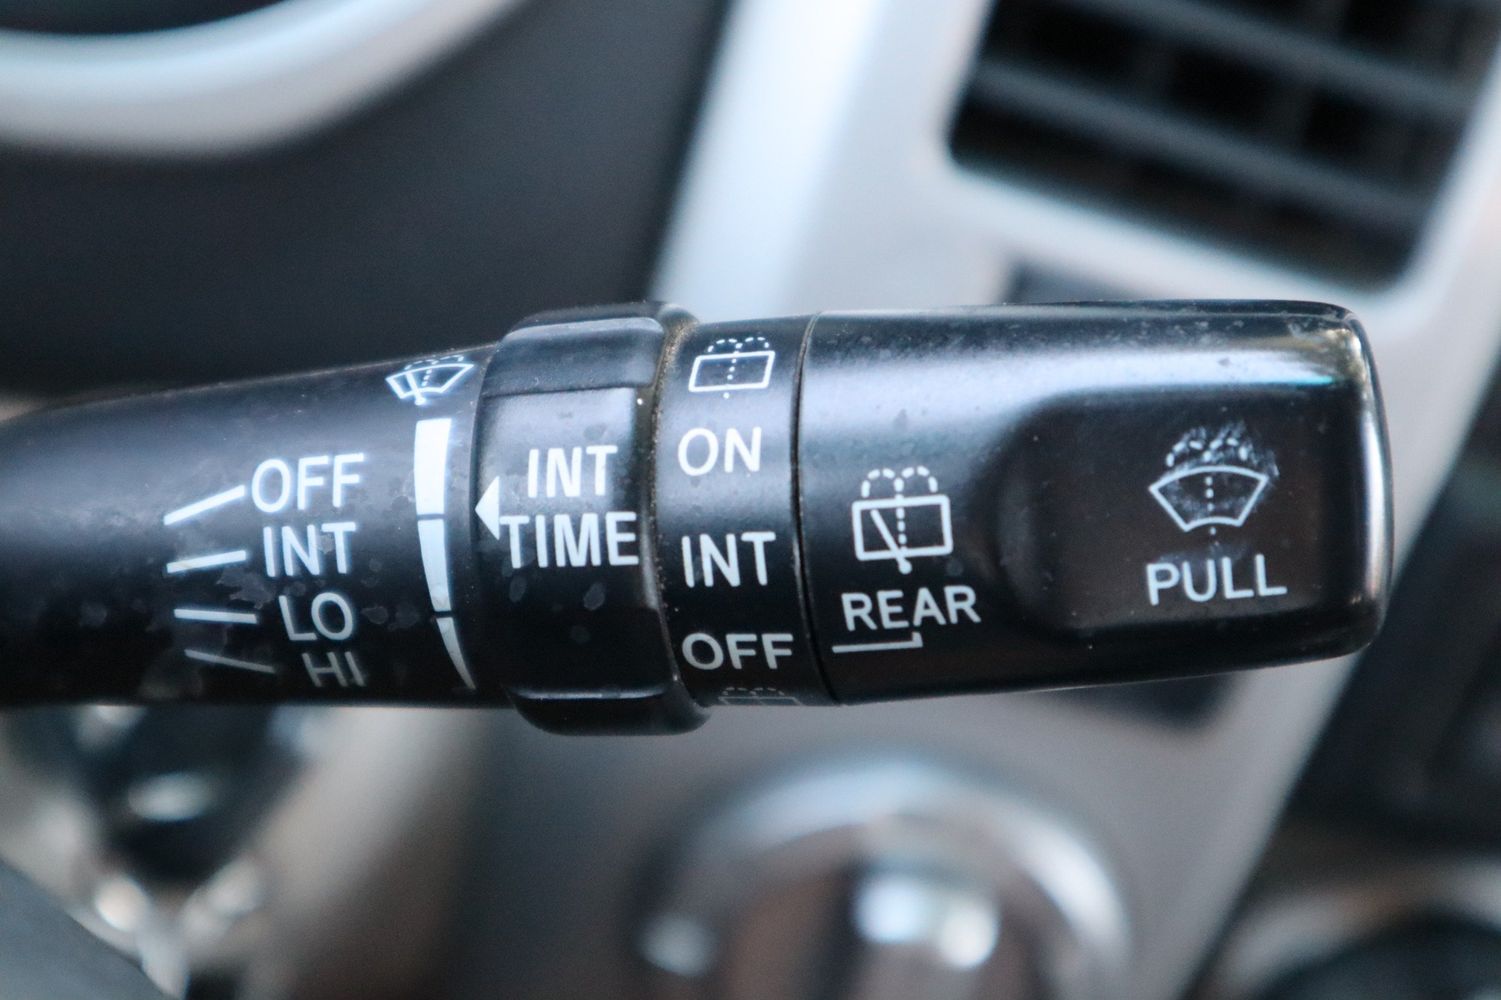 OFF
INT
LO
HI
INT
TIME
ON
INT
OFF
REAR
PULL